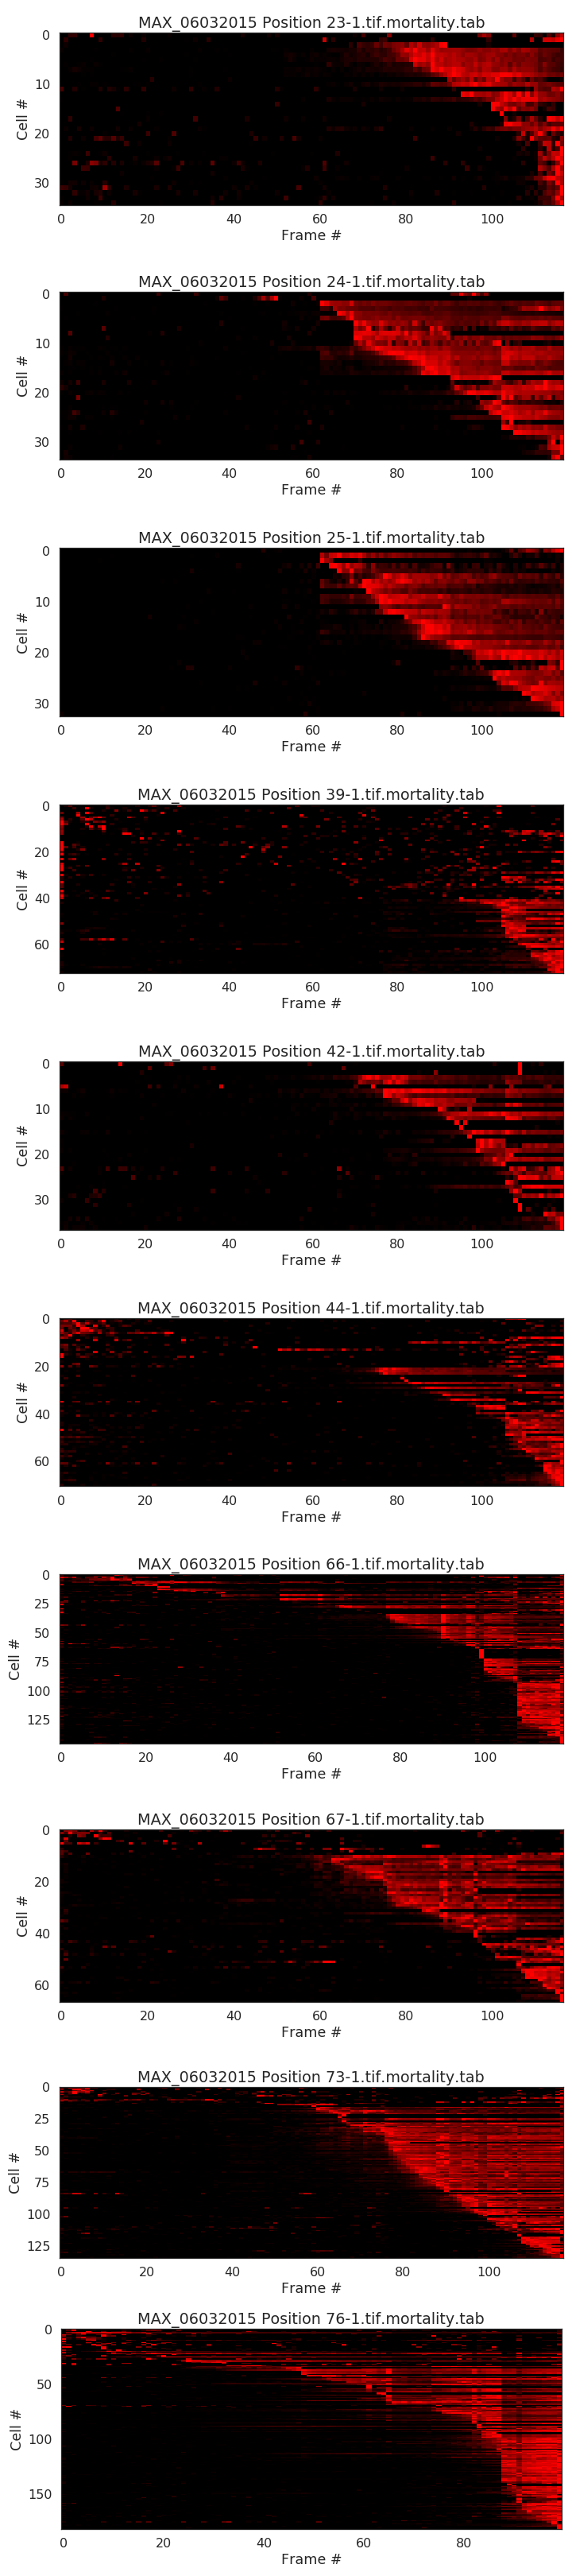 MAX_06032015 Position 23-1.tif.mortality.tab
0
10
20
30
Cell #
0 20 40 60 80 100
Frame #
MAX_06032015 Position 24-1.tif.mortality.tab
0
10
20
30
Cell #
0 20 40 60 80 100
Frame #
MAX_06032015 Position 25-1.tif.mortality.tab
0
10
20
30
Cell #
0 20 40 60 80 100
Frame #
MAX_06032015 Position 39-1.tif.mortality.tab
0
20
40
60
Cell #
0 20 40 60 80 100
Frame #
MAX_06032015 Position 42-1.tif.mortality.tab
0
10
20
30
Cell #
0 20 40 60 80 100
Frame #
MAX_06032015 Position 44-1.tif.mortality.tab
0
20
40
60
Cell #
0 20 40 60 80 100
Frame #
MAX_06032015 Position 66-1.tif.mortality.tab
0
25
50
75
100
125
Cell #
0 20 40 60 80 100
Frame #
MAX_06032015 Position 67-1.tif.mortality.tab
0
20
40
60
Cell #
0 20 40 60 80 100
Frame #
MAX_06032015 Position 73-1.tif.mortality.tab
0
25
50
75
100
125
Cell #
0 20 40 60 80 100
Frame #
MAX_06032015 Position 76-1.tif.mortality.tab
0
50
100
150
Cell #
0 20 40 60 80
Frame #